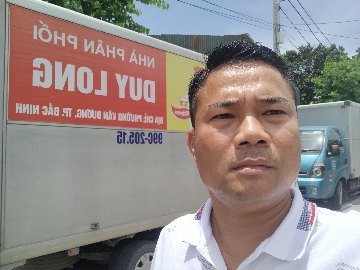 NHÀ PHÂN PHỐI
DUY LONG
ĐỊA CHỈ: PHƯỜNG VÂN DƯƠNG, TP. BẮC NINH
99C-205.15